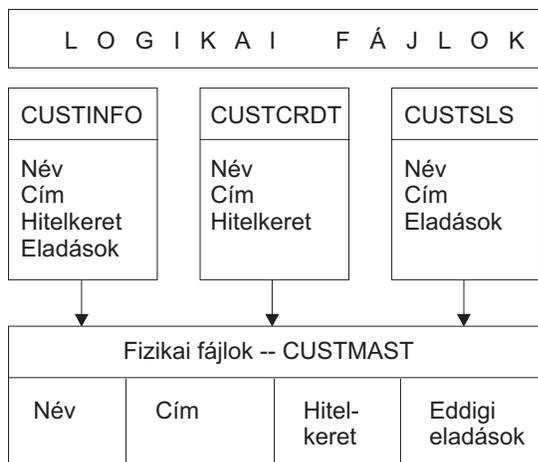 L O G I K A I F Á J L O K
CUSTINFO
Név
Cím
Hitelkeret
Eladások
CUSTCRDT
Név
Cím
Hitelkeret
CUSTSLS
Név
Cím
Eladások
Fizikai fájlok -- CUSTMAST
Név
Cím
Hitel-
keret
Eddigi
eladások